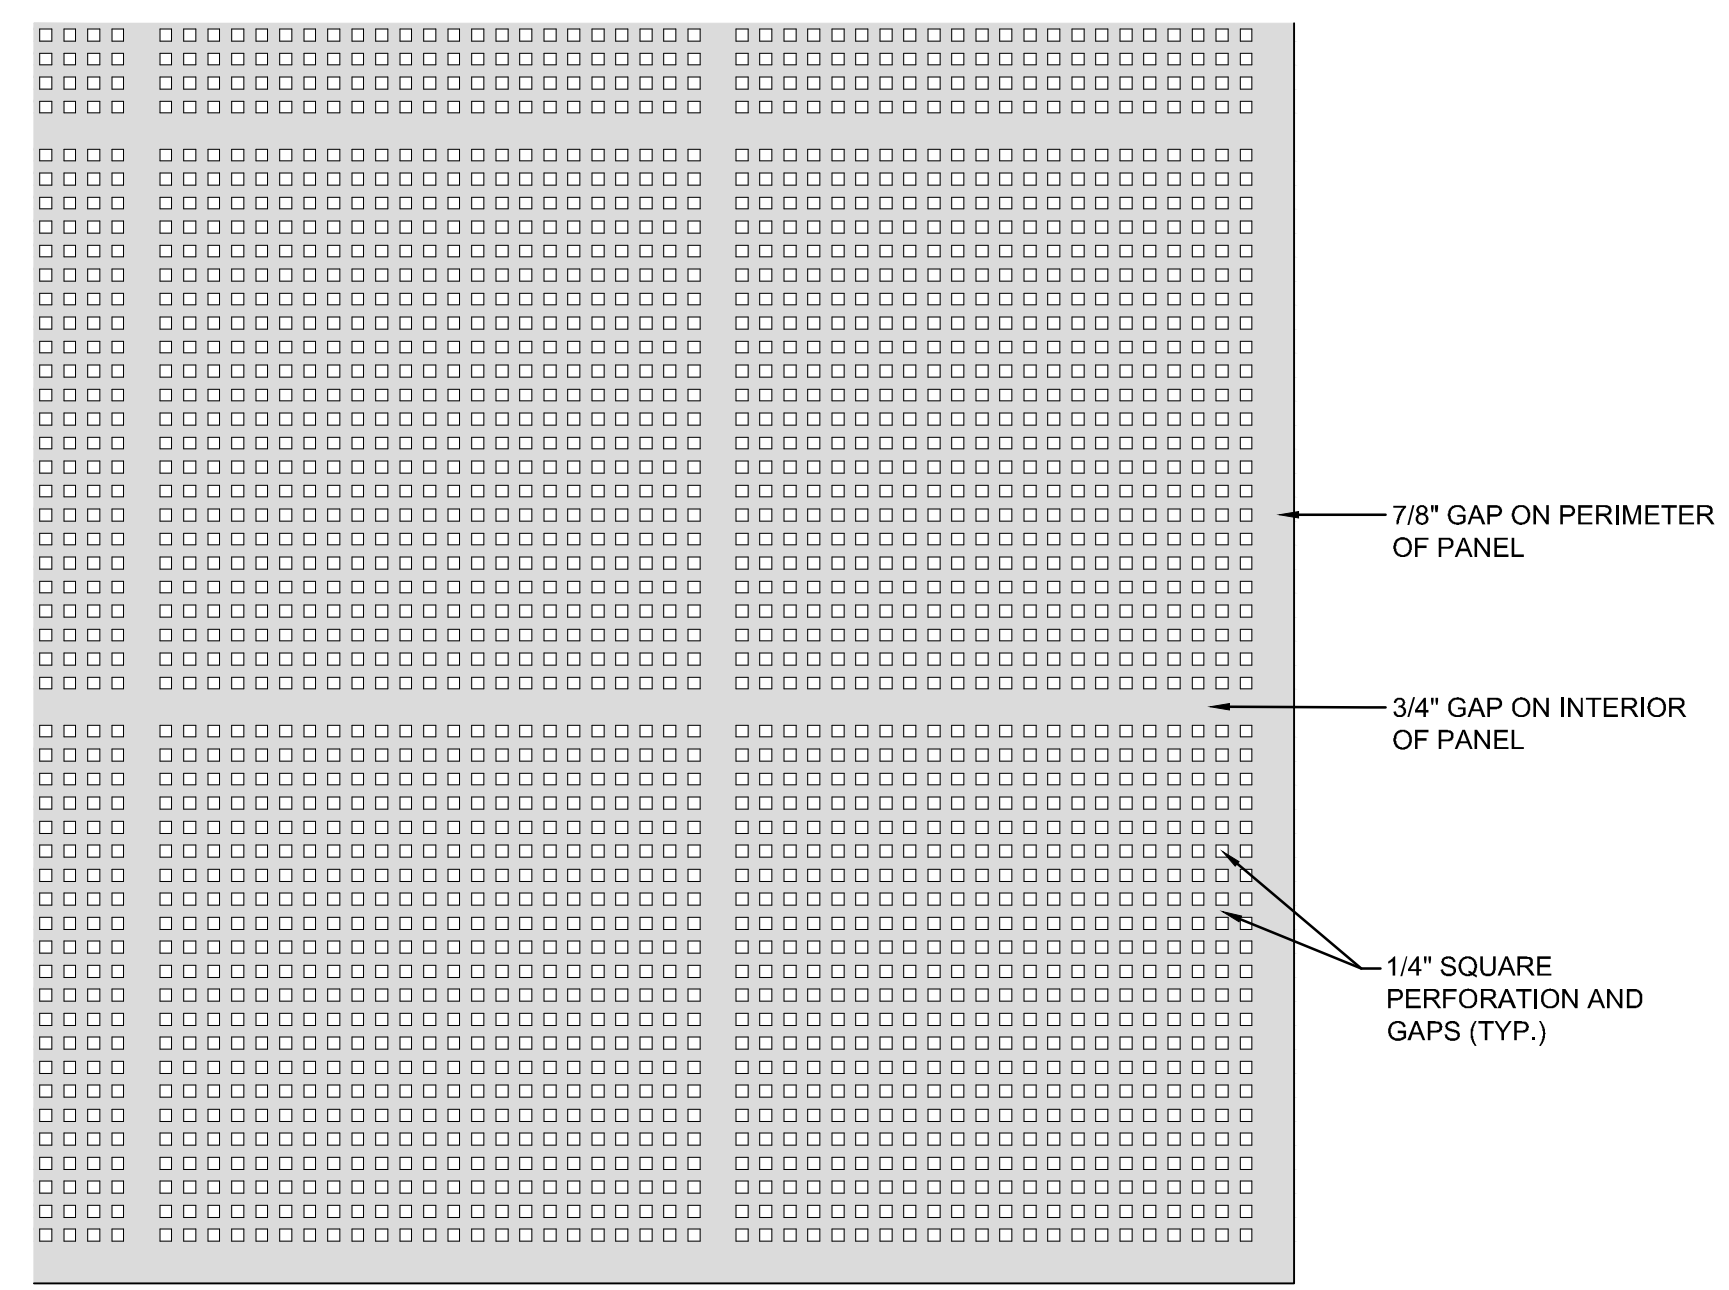 7/8" GAP ON PERIMETER
OF PANEL
3/4" GAP ON INTERIOR
OF PANEL
1/4" SQUARE
PERFORATION AND
GAPS (TYP.)